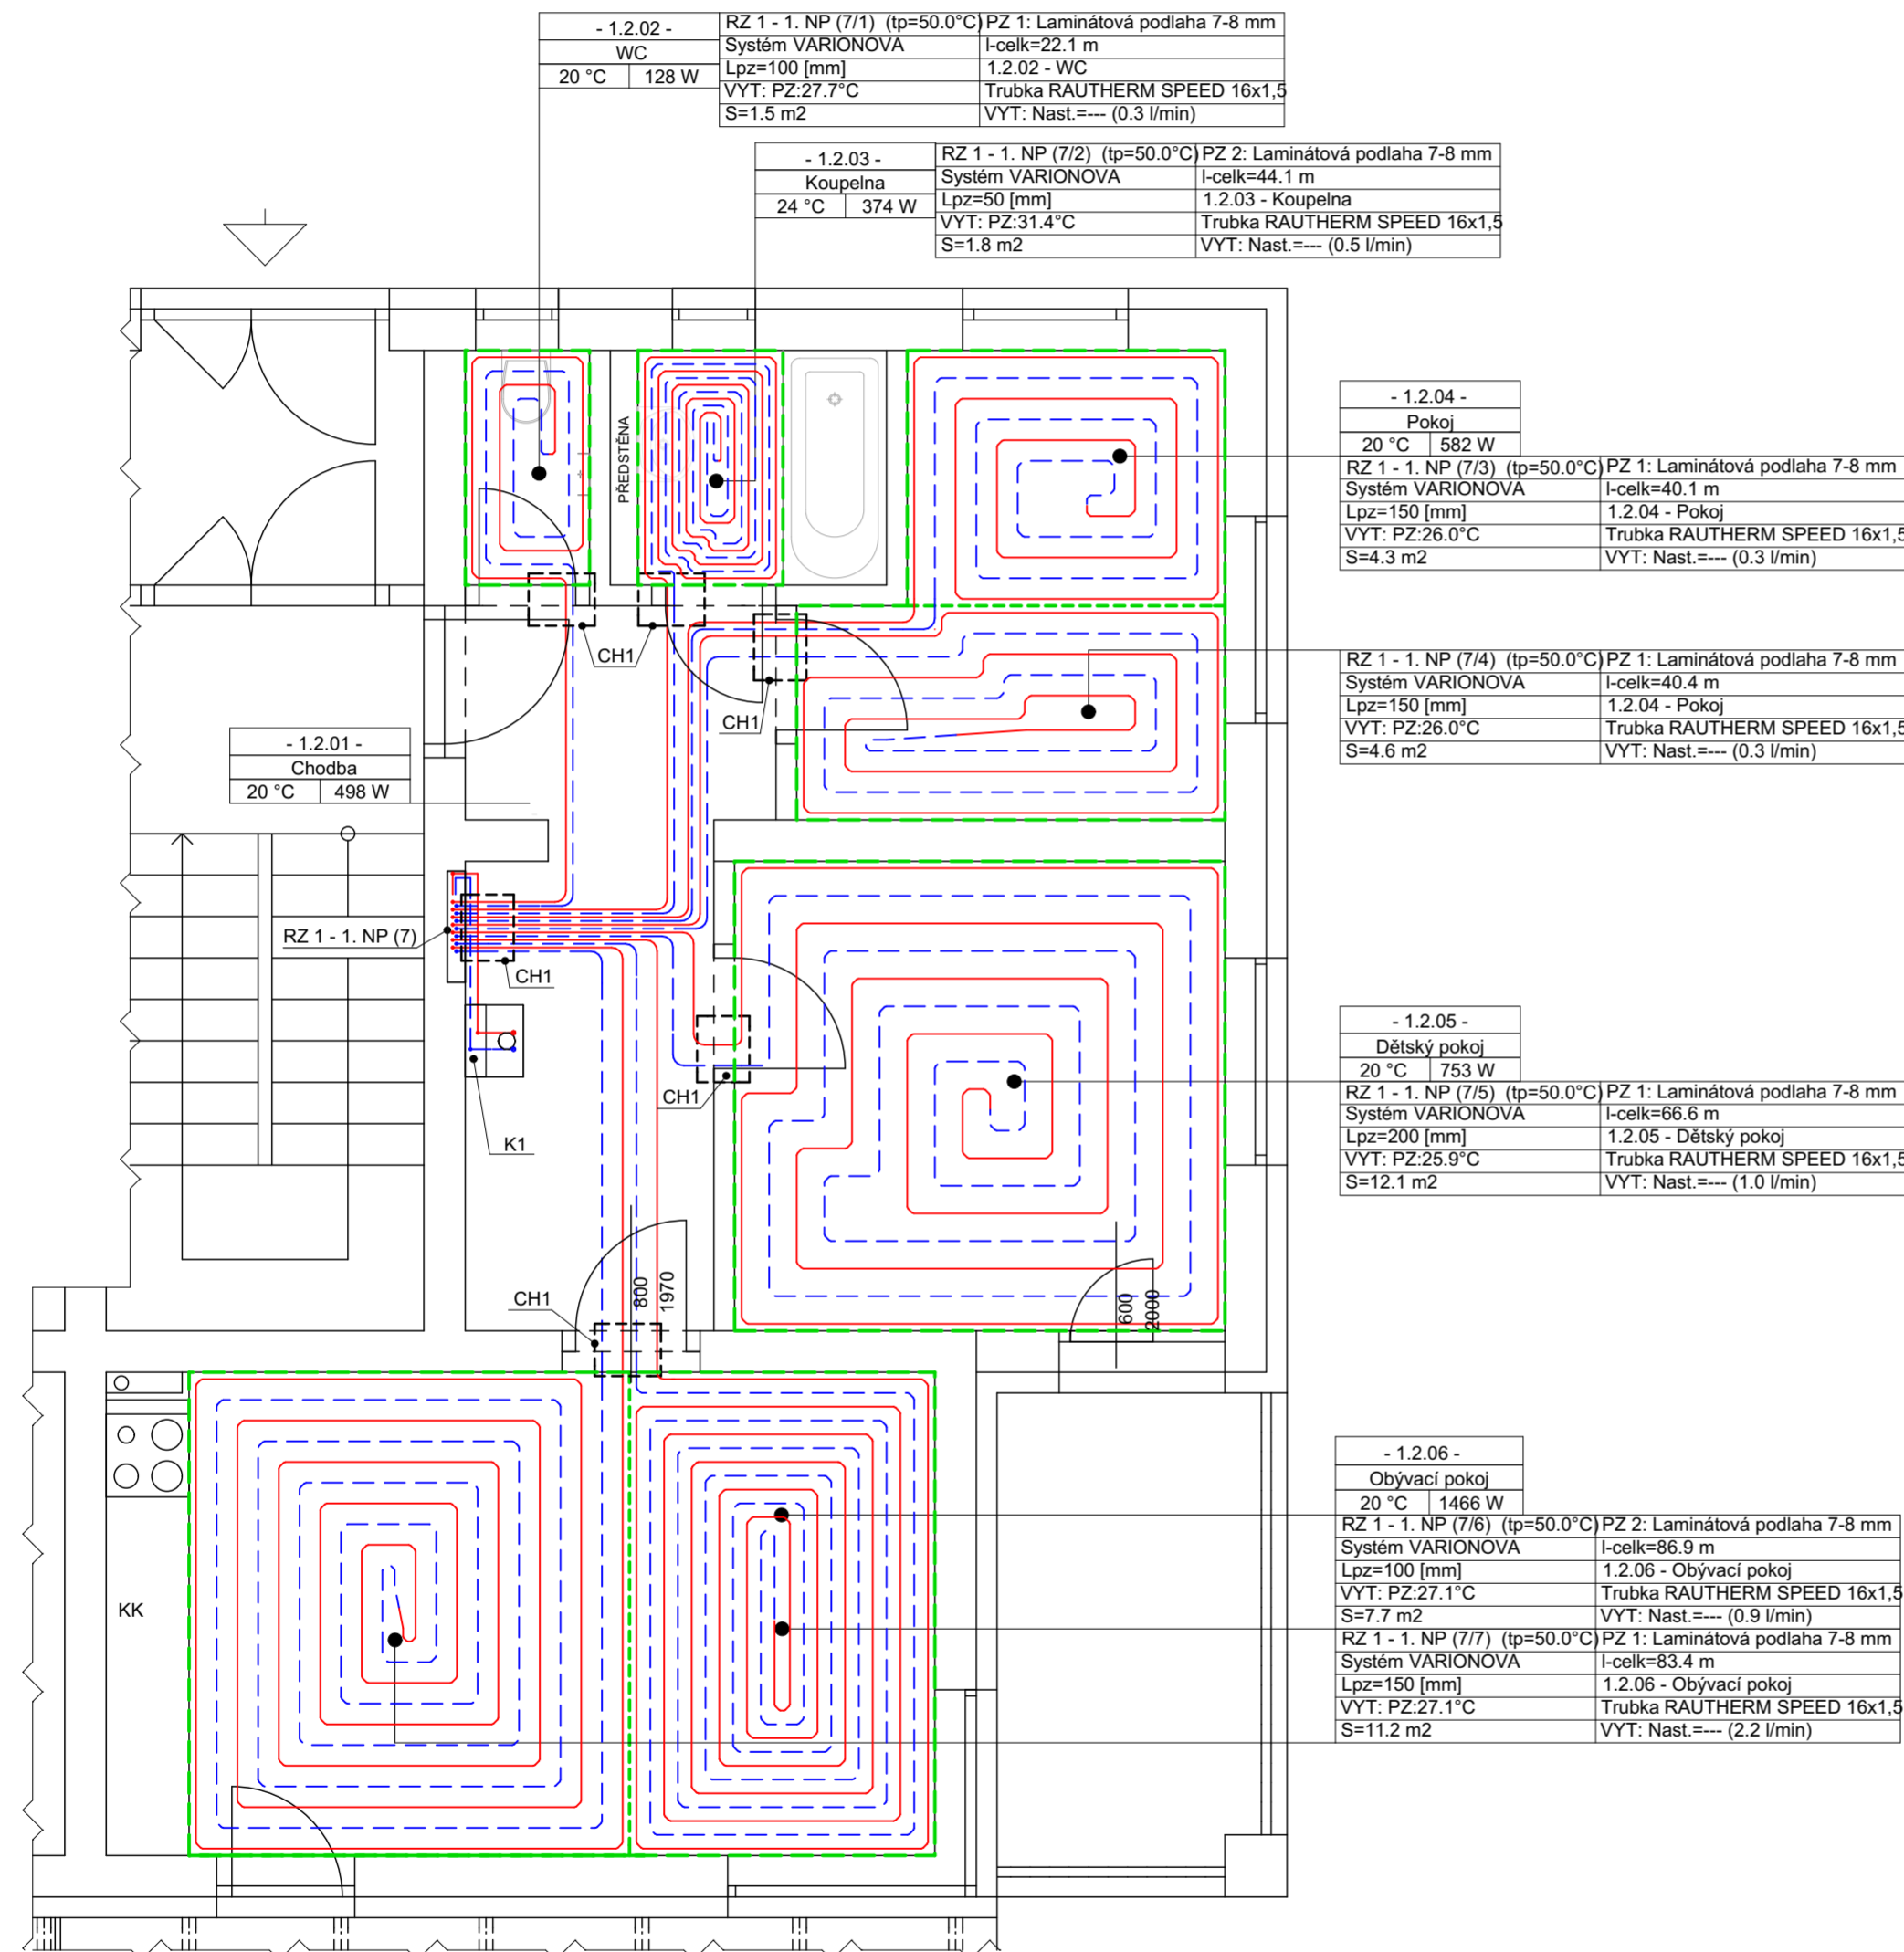 - 1.2.02 -
WC
20 °C 128 W
RZ 1 - 1. NP (7/1) (tp=50.0°C) PZ 1: Laminátová podlaha 7-8 mm
Systém VARIONOVA l-celk=22.1 m
Lpz=100 [mm] 1.2.02 - WC
VYT: PZ:27.7°C Trubka RAUTHERM SPEED 16x1,5
S=1.5 m2 VYT: Nast.=--- (0.3 l/min)
- 1.2.03 -
Koupelna
24 °C 374 W
RZ 1 - 1. NP (7/2) (tp=50.0°C) PZ 2: Laminátová podlaha 7-8 mm
Systém VARIONOVA l-celk=44.1 m
Lpz=50 [mm] 1.2.03 - Koupelna
VYT: PZ:31.4°C Trubka RAUTHERM SPEED 16x1,5
S=1.8 m2 VYT: Nast.=--- (0.5 l/min)
PŘEDSTĚNA
- 1.2.04 -
Pokoj
20 °C 582 W
RZ 1 - 1. NP (7/3) (tp=50.0°C) PZ 1: Laminátová podlaha 7-8 mm
Systém VARIONOVA l-celk=40.1 m
Lpz=150 [mm] 1.2.04 - Pokoj
VYT: PZ:26.0°C Trubka RAUTHERM SPEED 16x1,5
S=4.3 m2 VYT: Nast.=--- (0.3 l/min)
CH1
RZ 1 - 1. NP (7/4) (tp=50.0°C) PZ 1: Laminátová podlaha 7-8 mm
Systém VARIONOVA l-celk=40.4 m
Lpz=150 [mm] 1.2.04 - Pokoj
VYT: PZ:26.0°C Trubka RAUTHERM SPEED 16x1,5
S=4.6 m2 VYT: Nast.=--- (0.3 l/min)
CH1
- 1.2.01 -
Chodba
20 °C 498 W
RZ 1 - 1. NP (7)
CH1
CH1
K1
- 1.2.05 -
Dětský pokoj
20 °C 753 W
RZ 1 - 1. NP (7/5) (tp=50.0°C) PZ 1: Laminátová podlaha 7-8 mm
Systém VARIONOVA l-celk=66.6 m
Lpz=200 [mm] 1.2.05 - Dětský pokoj
VYT: PZ:25.9°C Trubka RAUTHERM SPEED 16x1,5
S=12.1 m2 VYT: Nast.=--- (1.0 l/min)
CH1
800
1970
600
2000
- 1.2.06 -
Obývací pokoj
20 °C 1466 W
RZ 1 - 1. NP (7/6) (tp=50.0°C) PZ 2: Laminátová podlaha 7-8 mm
Systém VARIONOVA l-celk=86.9 m
Lpz=100 [mm] 1.2.06 - Obývací pokoj
VYT: PZ:27.1°C Trubka RAUTHERM SPEED 16x1,5
S=7.7 m2 VYT: Nast.=--- (0.9 l/min)
RZ 1 - 1. NP (7/7) (tp=50.0°C) PZ 1: Laminátová podlaha 7-8 mm
Systém VARIONOVA l-celk=83.4 m
Lpz=150 [mm] 1.2.06 - Obývací pokoj
VYT: PZ:27.1°C Trubka RAUTHERM SPEED 16x1,5
S=11.2 m2 VYT: Nast.=--- (2.2 l/min)
KK